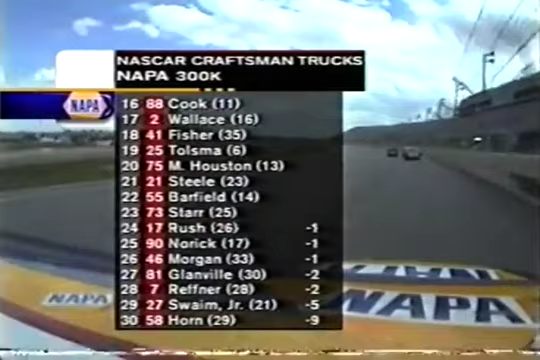 NASCAR CRAFTSMAN TRUCKS
NAPA 300K
NAPA
16 88 Cook (11)
17 2 Wallace (16)
18 41 Fisher (35)
19 25 Tolsma (6)
20 75 M. Houston (13)
21 21 Steele (23)
22 55 Barfield (14)
23 73 Starr (25)
24 17 Rush (26) -1
25 90 Norick (17) -1
26 46 Morgan (33) -1
27 81 Glanville (30) -2
28 7 Reffner (28) -2
29 27 Swaim, Jr. (21) -5
30 58 Horn (29) -9
NAPA
NAPA
NAPA